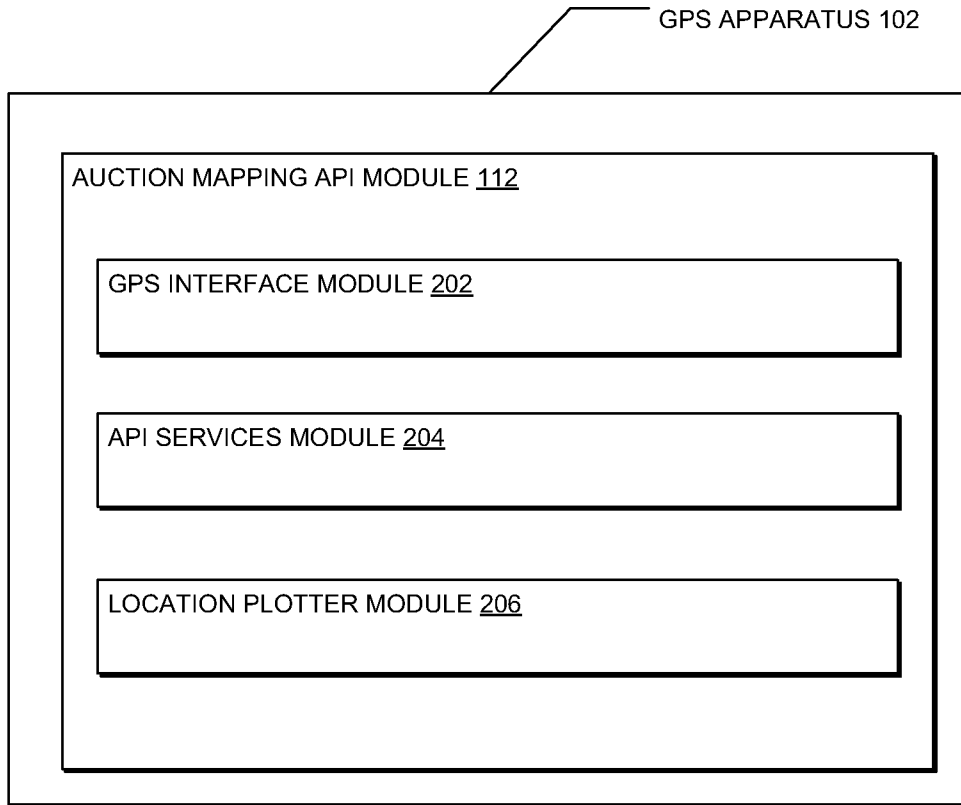 GPS APPARATUS 102
AUCTION MAPPING API MODULE 112
GPS INTERFACE MODULE 202
API SERVICES MODULE 204
LOCATION PLOTTER MODULE 206